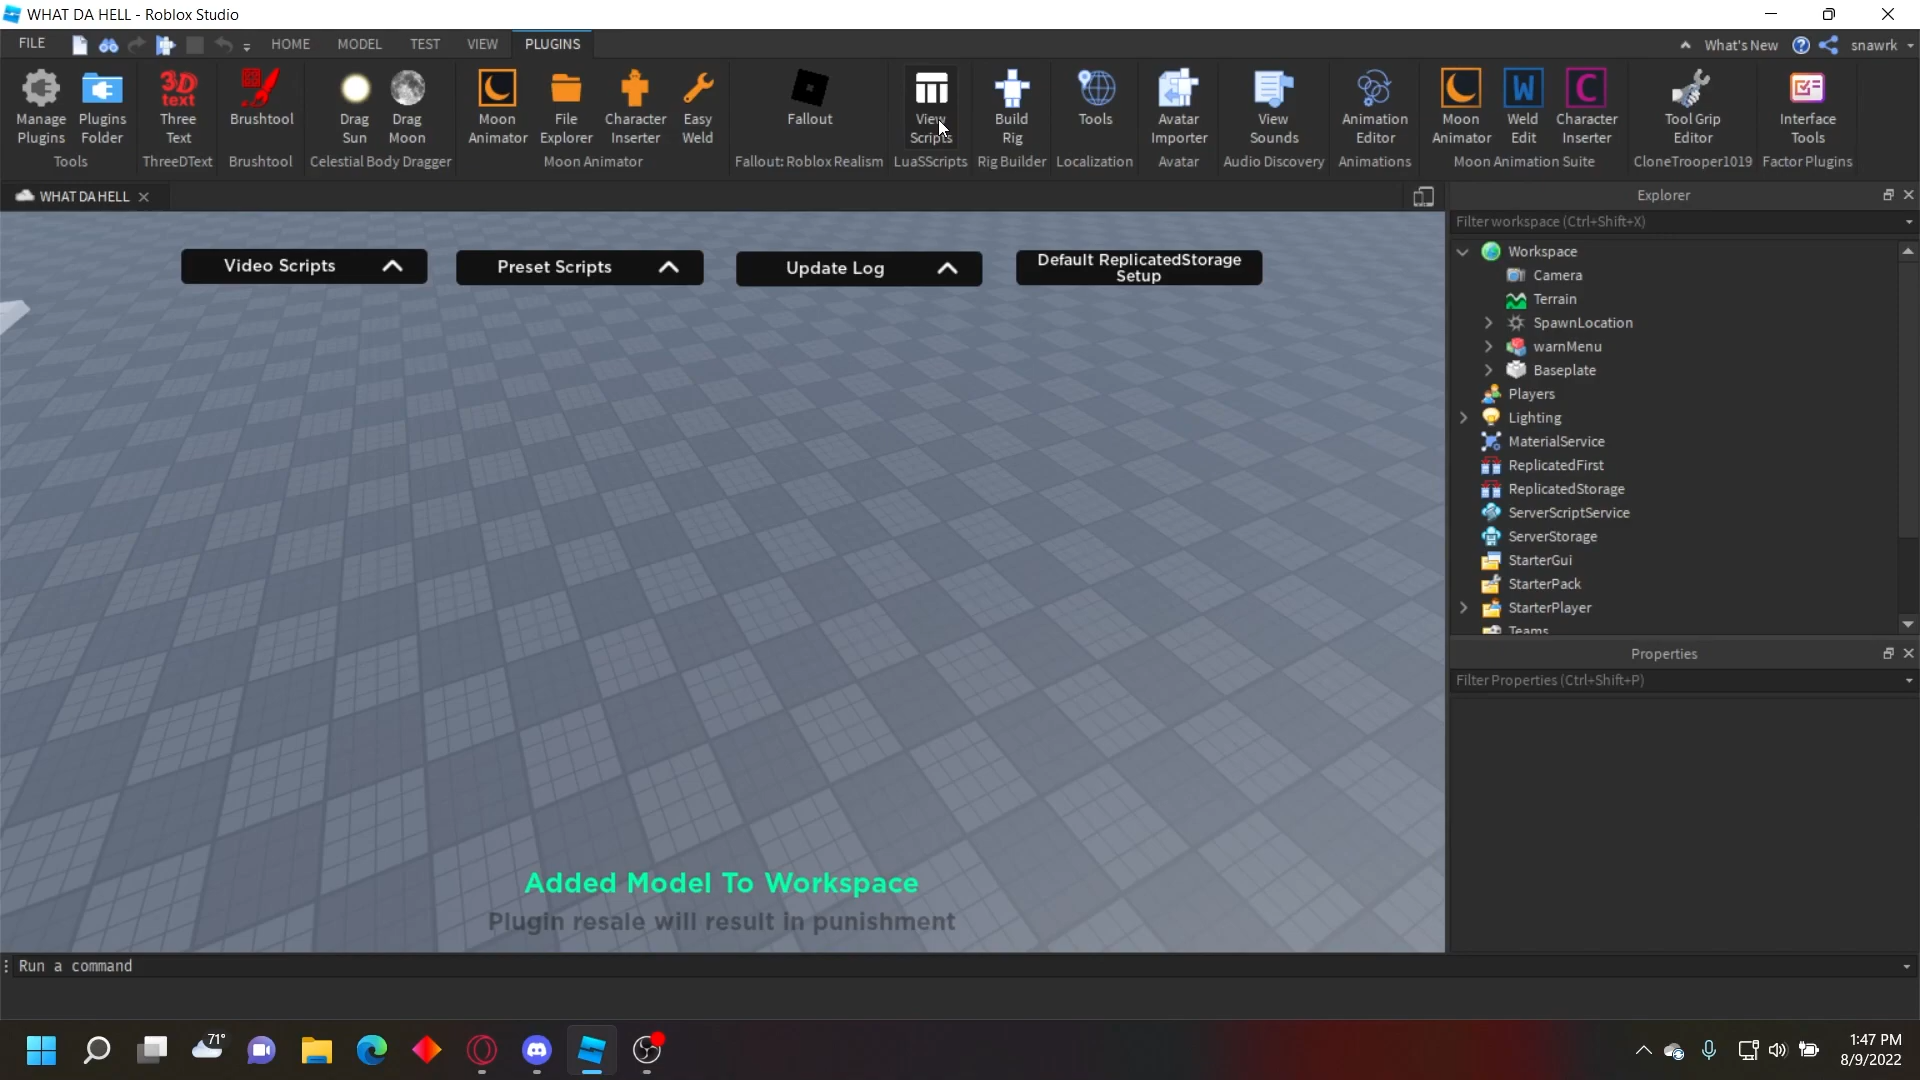 WHAT DA HELL - Roblox Studio
FILE
HOME
MODEL
TEST
VIEW
PLUGINS
What's New
snawrk
3D
text
W
C
Manage
Plugins
Plugins
Folder
Three
Text
Brushtool
Drag
Sun
Drag
Moon
Moon
Animator
File
Explorer
Character
Inserter
Easy
Weld
Fallout
View
Scripts
Build
Rig
Tools
Avatar
Importer
View
Sounds
Animation
Editor
Moon
Animator
Weld
Edit
Character
Inserter
Tool Grip
Editor
Interface
Tools
Tools
ThreeDText
Brushtool
Celestial Body Dragger
Moon Animator
Fallout: Roblox Realism
LuaSScripts
Rig Builder
Localization
Avatar
Audio Discovery
Animations
Moon Animation Suite
CloneTrooper1019
Factor Plugins
WHAT DA HELL
Video Scripts
Preset Scripts
Update Log
Default ReplicatedStorage
Setup
Added Model To Workspace
Plugin resale will result in punishment
Explorer
Filter workspace (Ctrl+Shift+X)
Workspace
Camera
Terrain
SpawnLocation
warnMenu
Baseplate
Players
Lighting
MaterialService
ReplicatedFirst
ReplicatedStorage
ServerScriptService
ServerStorage
StarterGui
StarterPack
StarterPlayer
Teams
Properties
Filter Properties (Ctrl+Shift+P)
Run a command
71°
1:47 PM
8/9/2022